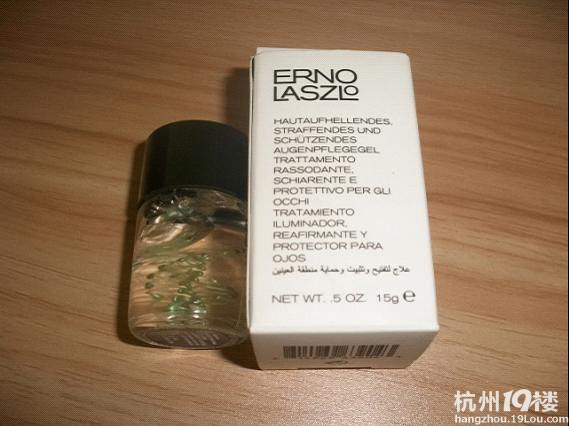 ERNO
LASZLO
HAUTAUFHELLENDES,
STRAFFENDES UND
SCHÜTZENDES
AUGENPFLEGEGEL
TRATTAMENTO
RASSODANTE,
SCHIARENTE E
PROTETTIVO PER GLI
OCCHI
TRATAMIENTO
ILUMINADOR,
REAFIRMANTE Y
PROTECTOR PARA
OJOS
علاج لتفتيح وتثبيت وحماية منطقة العينين
NET WT. .5 OZ. 15g ℮
杭州19楼
hangzhou.19Lou.com